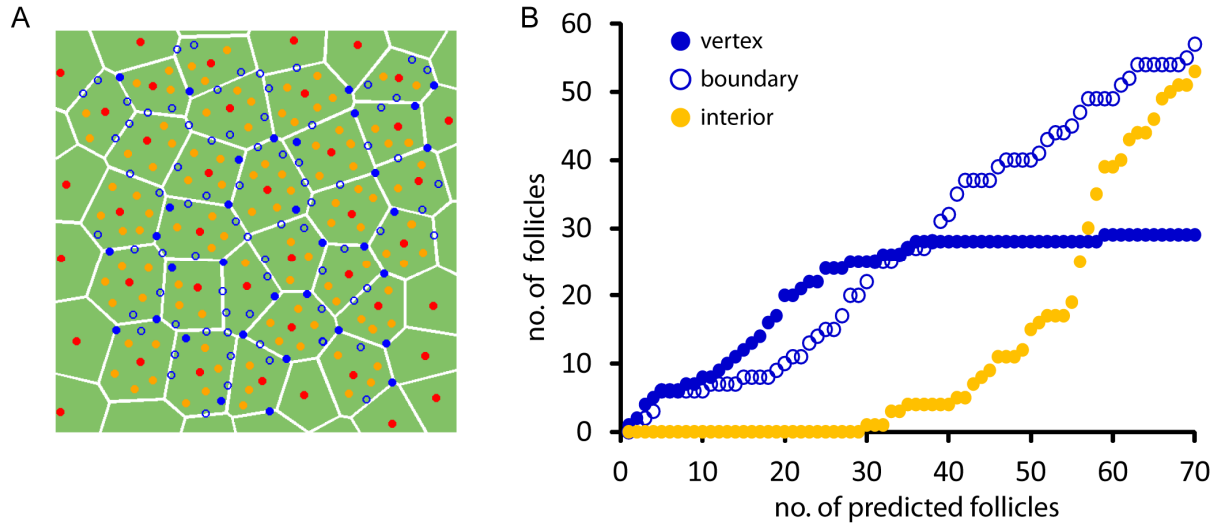 A
B
60
50
40
30
20
10
0
no. of follicles
vertex
boundary
interior
0 10 20 30 40 50 60 70
no. of predicted follicles